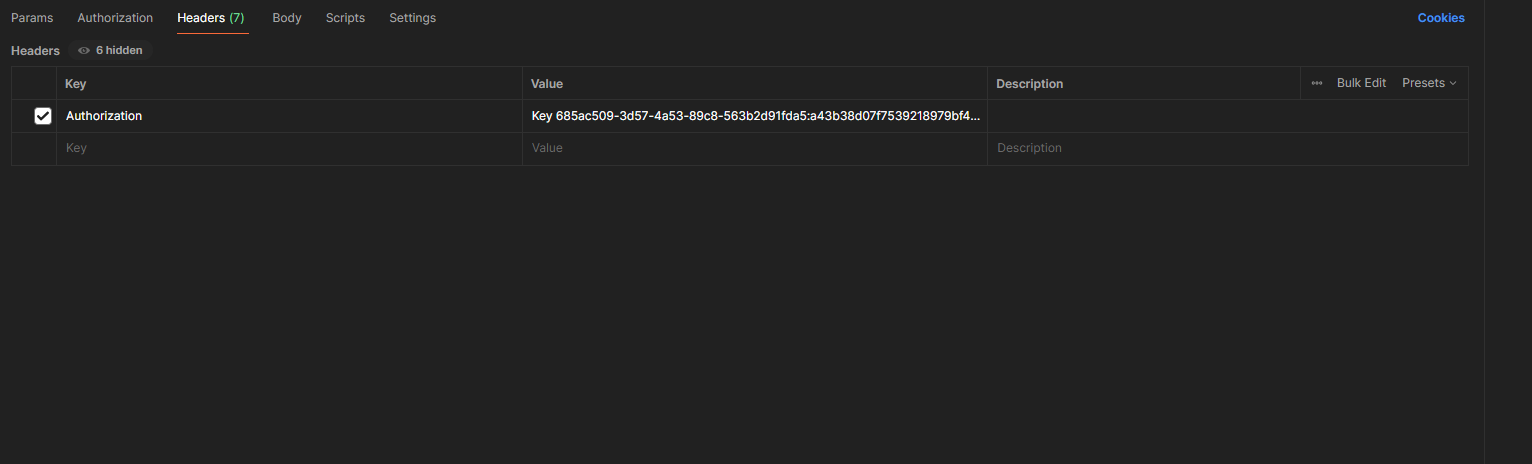 Params Authorization Headers (7) Body Scripts Settings Cookies
Headers 6 hidden
Key Value Description Bulk Edit Presets
Authorization Key 685ac509-3d57-4a53-89c8-563b2d91fda5:a43b38d07f7539218979bf4...
Key Value Description